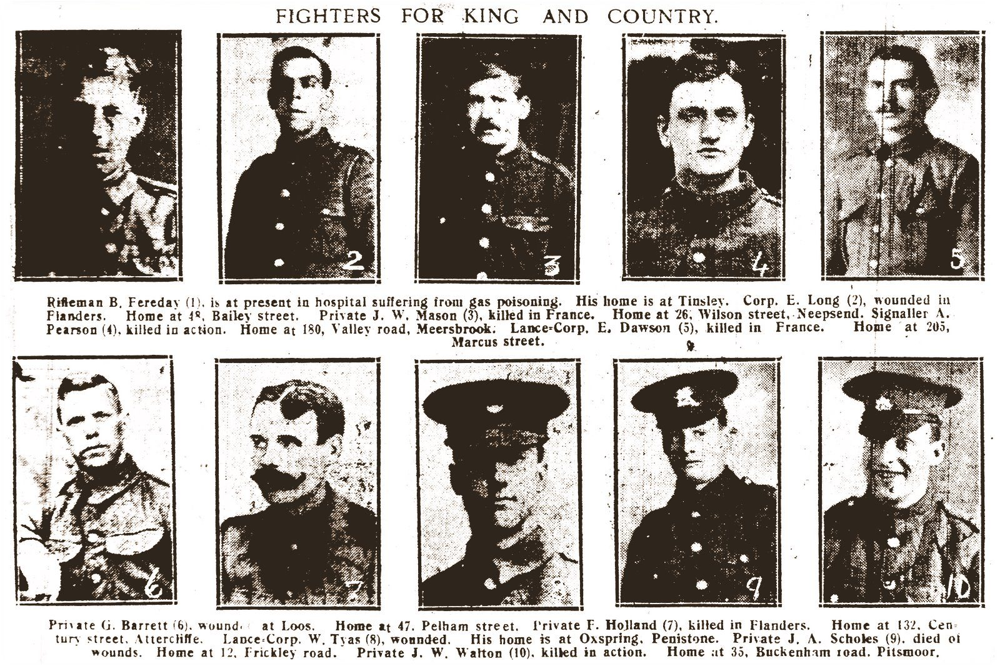 FIGHTERS FOR KING AND COUNTRY.
2
3
4
5
Rifleman B. Fereday (1), is at present in hospital suffering from gas poisoning. His home is at Tinsley. Corp. E. Long (2), wounded in
Flanders. Home at 48, Bailey street. Private J. W. Mason (3), killed in France. Home at 26, Wilson street, Neepsend. Signaller A.
Pearson (4), killed in action. Home at 180, Valley road, Meersbrook. Lance-Corp. E. Dawson (5), killed in France. Home at 205,
Marcus street.
6
7
9
10
Private G. Barrett (6), wound at Loos. Home at 47, Pelham street. Private F. Holland (7), killed in Flanders. Home at 132, Cen-
tury street, Attercliffe. Lance-Corp. W. Tyas (8), wounded. His home is at Oxspring, Penistone. Private J. A. Scholes (9), died of
wounds. Home at 12, Frickley road. Private J. W. Walton (10), killed in action. Home at 35, Buckenham road, Pitsmoor.